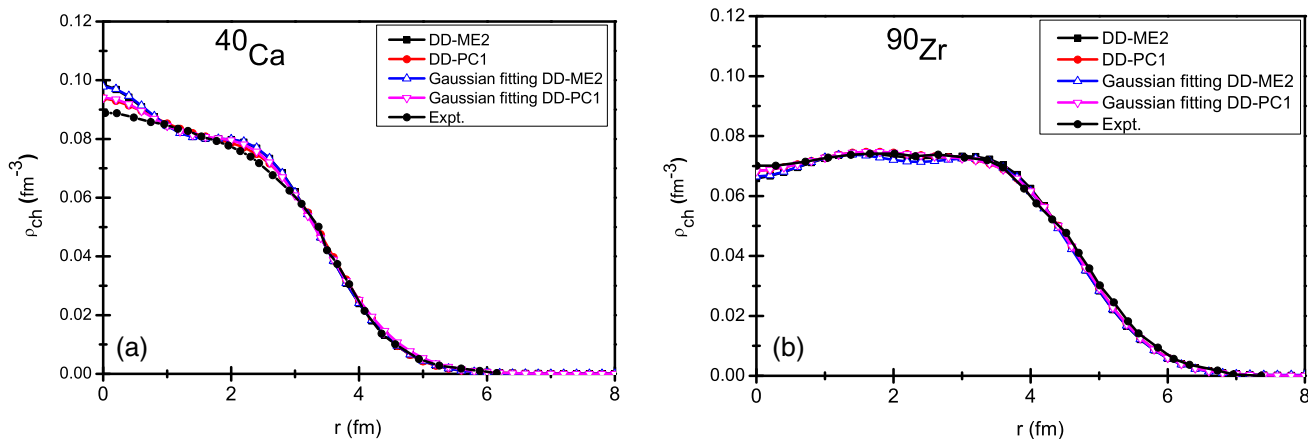 40Ca
DD-ME2
DD-PC1
Gaussian fitting DD-ME2
Gaussian fitting DD-PC1
Expt.
0.12
0.10
0.08
0.06
0.04
0.02
0.00
ρch (fm-3)
(a)
0
2
4
6
8
r (fm)
90Zr
DD-ME2
DD-PC1
Gaussian fitting DD-ME2
Gaussian fitting DD-PC1
Expt.
0.12
0.10
0.08
0.06
0.04
0.02
0.00
ρch (fm-3)
(b)
0
2
4
6
8
r (fm)